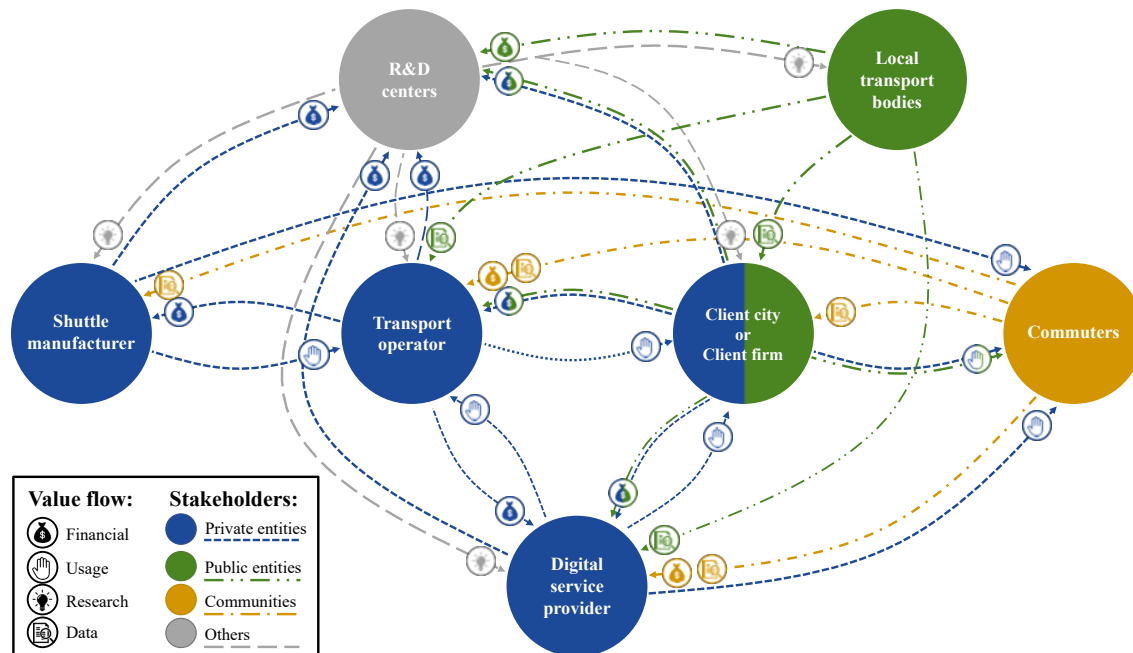 R&D
centers
Local
transport
bodies
Shuttle
manufacturer
Transport
operator
Client city
or
Client firm
Commuters
Digital
service
provider
Value flow:
Stakeholders:
Financial
Private entities
Usage
Public entities
Research
Communities
Data
Others